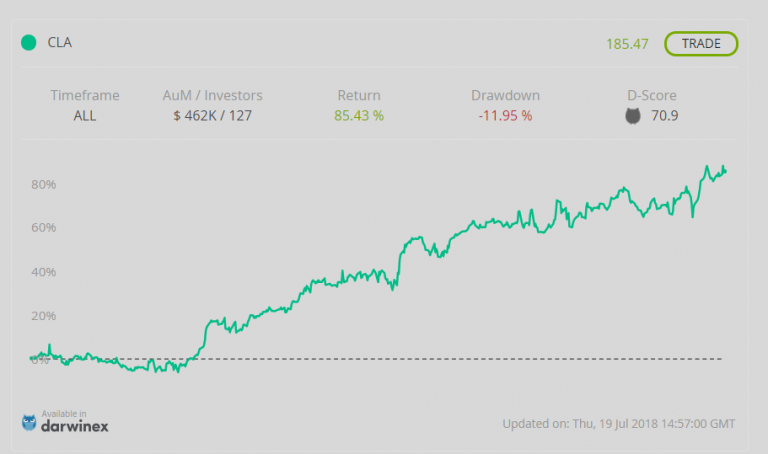 CLA 185.47 TRADE
Timeframe AuM / Investors Return Drawdown D-Score
ALL $ 462K / 127 85.43 % -11.95 % 70.9
80%
60%
40%
20%
0%
Available in
darwinex
Updated on: Thu, 19 Jul 2018 14:57:00 GMT